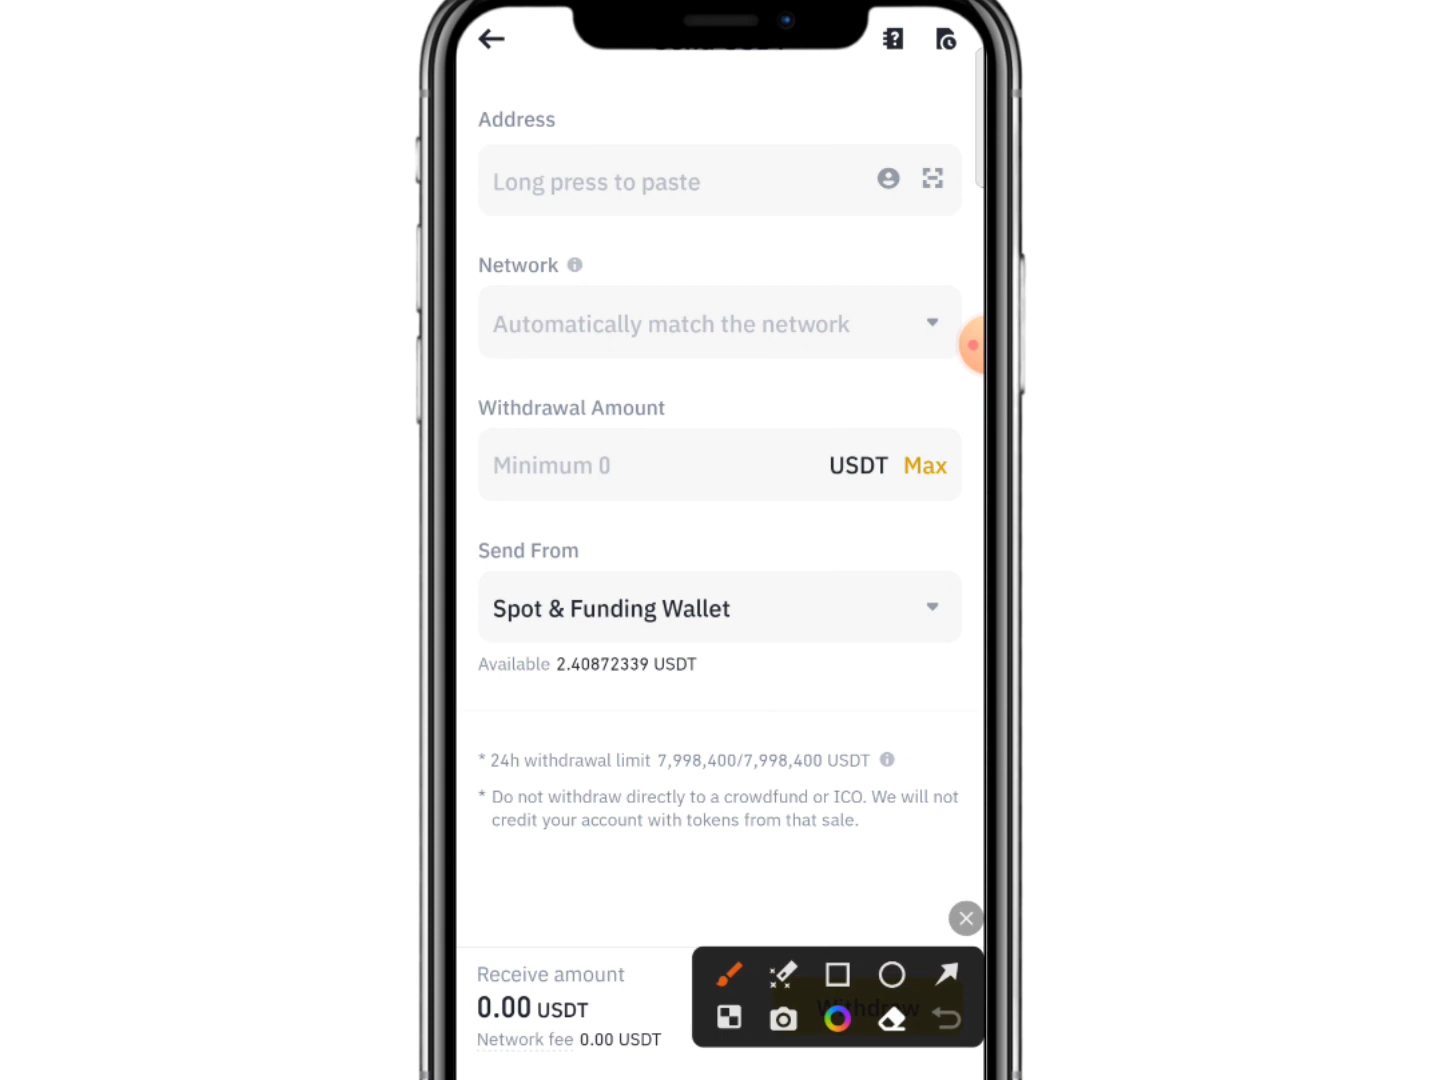 Address
Long press to paste
Network
Automatically match the network
Withdrawal Amount
Minimum 0 USDT Max
Send From
Spot & Funding Wallet
Available 2.40872339 USDT
* 24h withdrawal limit 7,998,400/7,998,400 USDT
* Do not withdraw directly to a crowdfund or ICO. We will not
credit your account with tokens from that sale.
Receive amount
0.00 USDT
Withdraw
Network fee 0.00 USDT